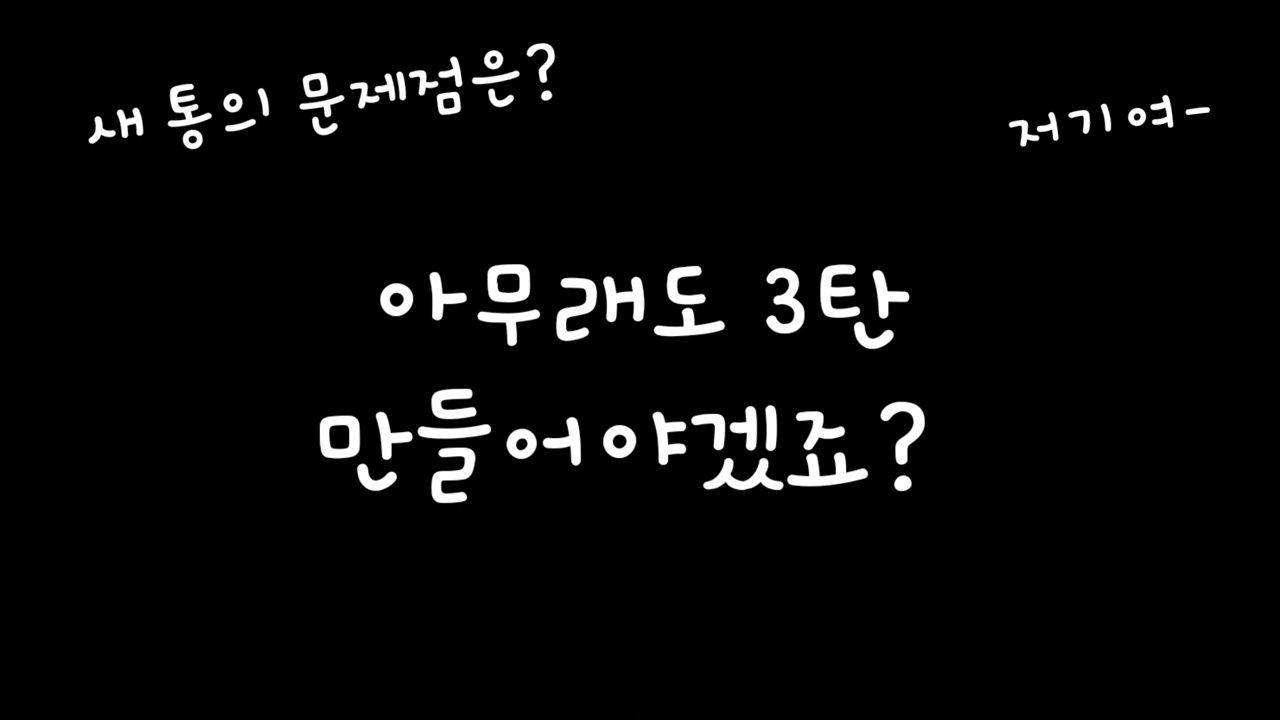 새 통의 문제점은?
저기여-
아무래도 3탄
만들어야겠죠?